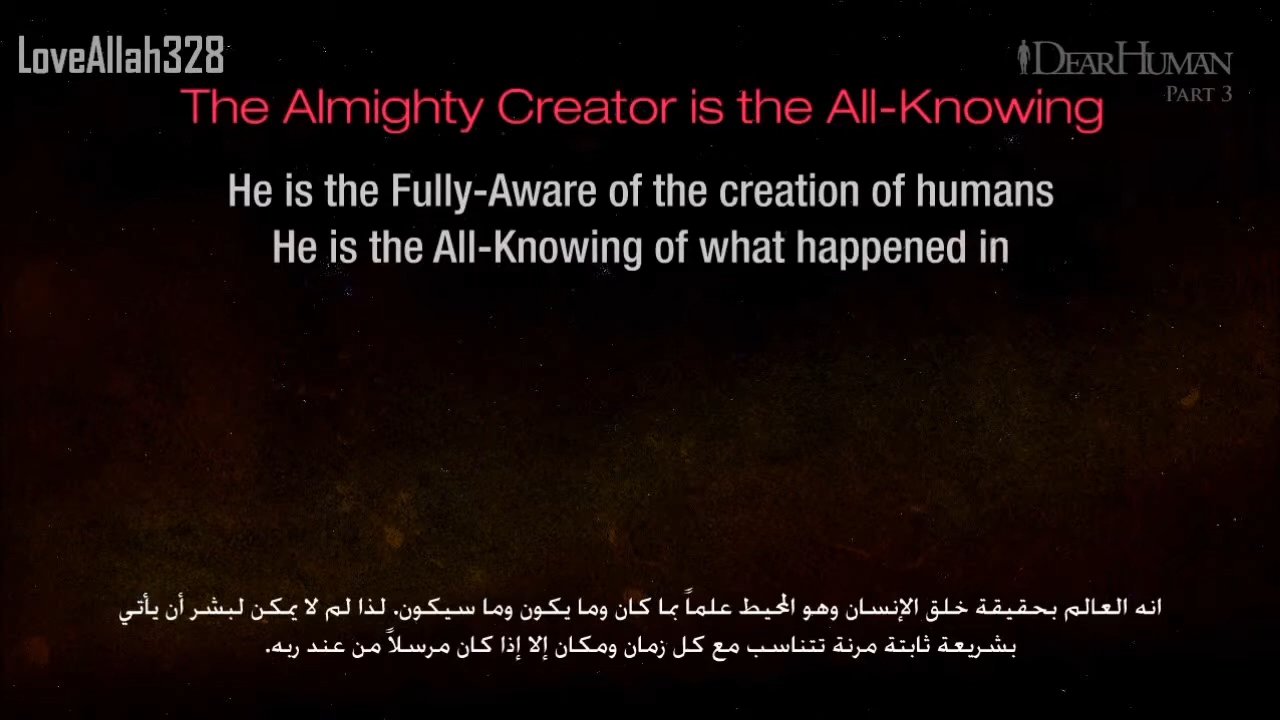 LoveAllah328
DEARHUMAN
PART 3
The Almighty Creator is the All-Knowing
He is the Fully-Aware of the creation of humans
He is the All-Knowing of what happened in
انه العالم بحقيقة خلق الإنسان وهو المحيط علماً بما كان وما يكون وما سيكون. لذا لم لا يمكن لبشر أن يأتي
بشريعة ثابتة مرنة تتناسب مع كل زمان ومكان إلا إذا كان مرسلاً من عند ربه.